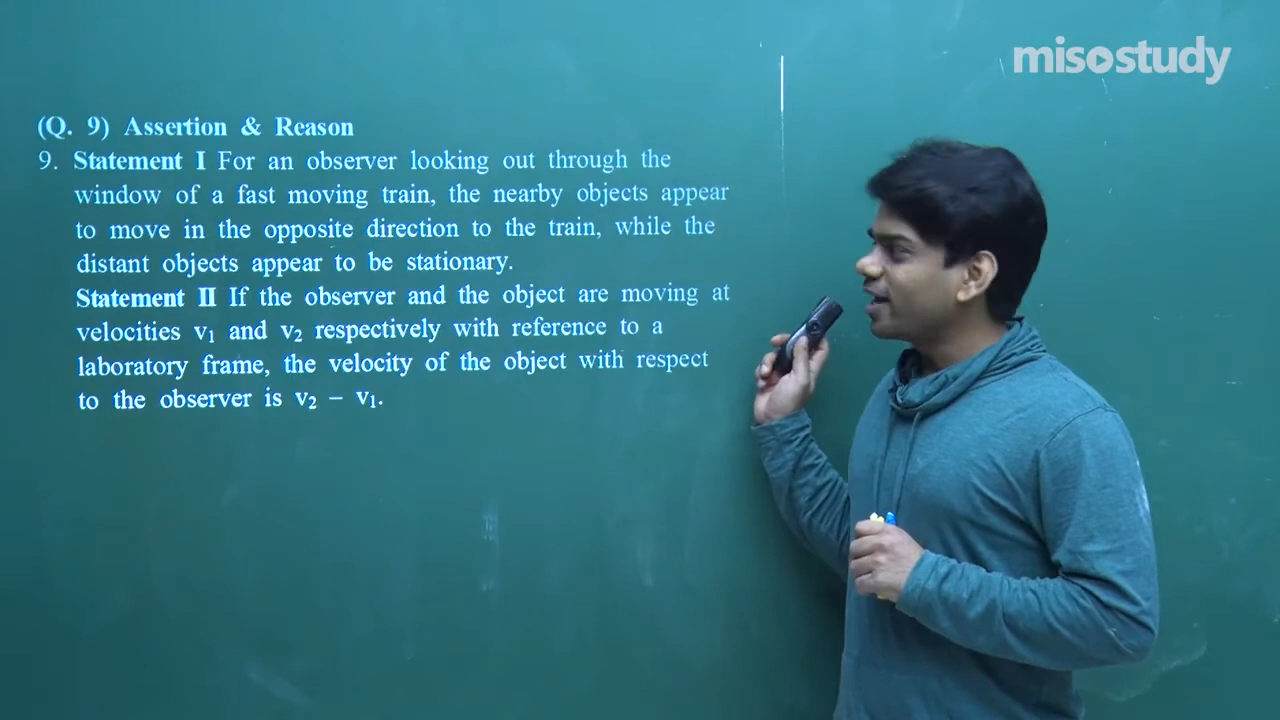 misostudy
(Q. 9) Assertion & Reason
9. Statement I For an observer looking out through the
window of a fast moving train, the nearby objects appear
to move in the opposite direction to the train, while the
distant objects appear to be stationary.
Statement II If the observer and the object are moving at
velocities v₁ and v₂ respectively with reference to a
laboratory frame, the velocity of the object with respect
to the observer is v₂ – v₁.